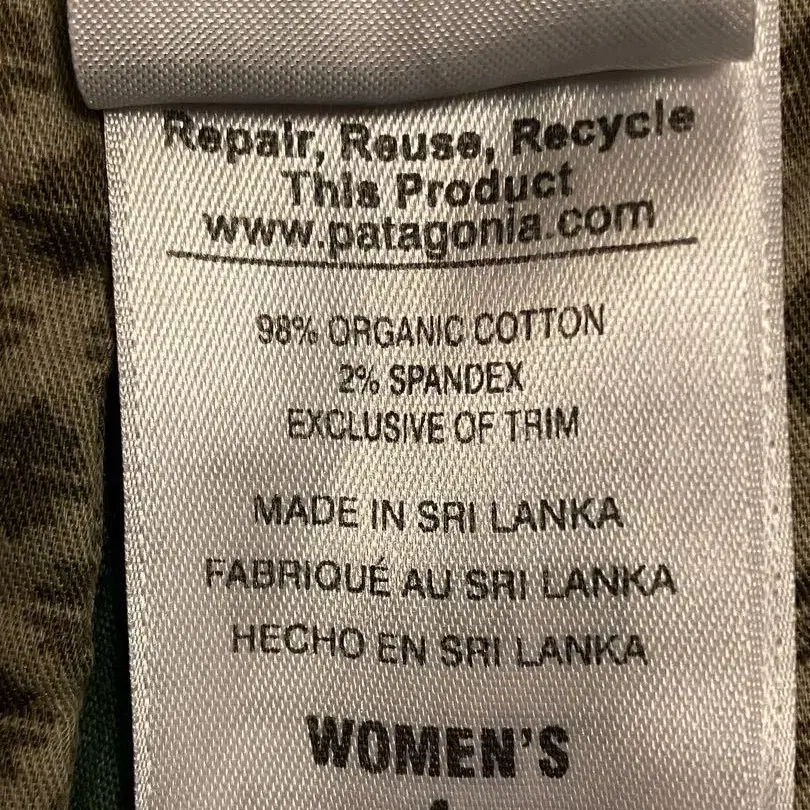 Repair, Reuse, Recycle
This Product
www.patagonia.com
98% ORGANIC COTTON
2% SPANDEX
EXCLUSIVE OF TRIM
MADE IN SRI LANKA
FABRIQUÉ AU SRI LANKA
HECHO EN SRI LANKA
WOMEN'S